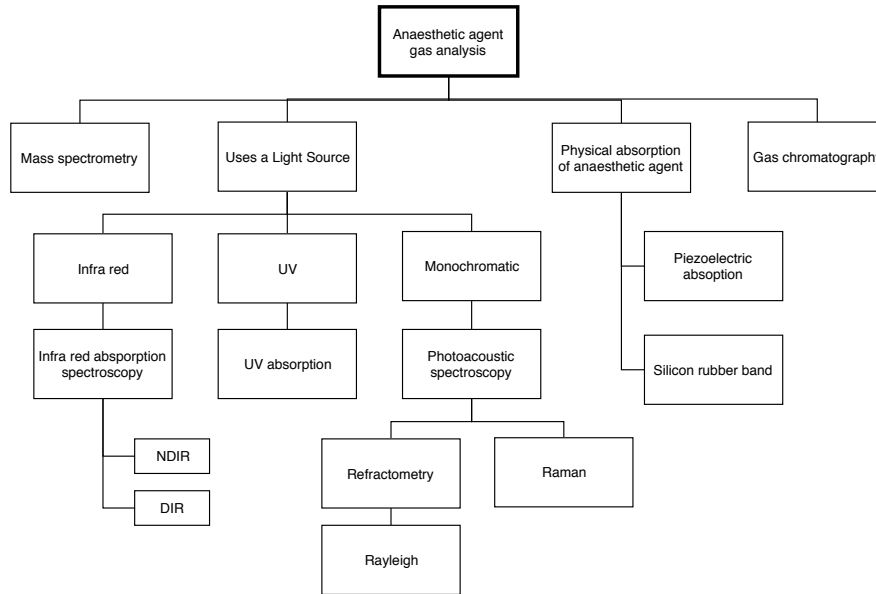 Anaesthetic agent
gas analysis
Mass spectrometry
Uses a Light Source
Physical absorption
of anaesthetic agent
Gas chromatography
Infra red
UV
Monochromatic
Piezoelectric
absoption
Infra red absporption
spectroscopy
UV absorption
Photoacoustic
spectroscopy
Silicon rubber band
NDIR
DIR
Refractometry
Raman
Rayleigh